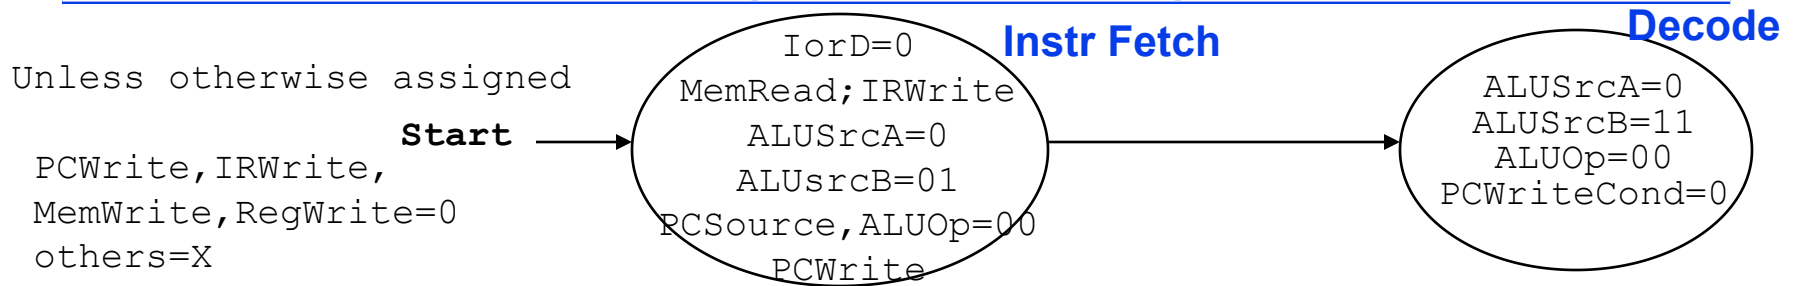 Unless otherwise assigned
Start
PCWrite,IRWrite,
MemWrite,RegWrite=0
others=X
Instr Fetch
IorD=0
MemRead;IRWrite
ALUSrcA=0
ALUsrcB=01
PCSource,ALUOp=00
PCWrite
Decode
ALUSrcA=0
ALUSrcB=11
ALUOp=00
PCWriteCond=0